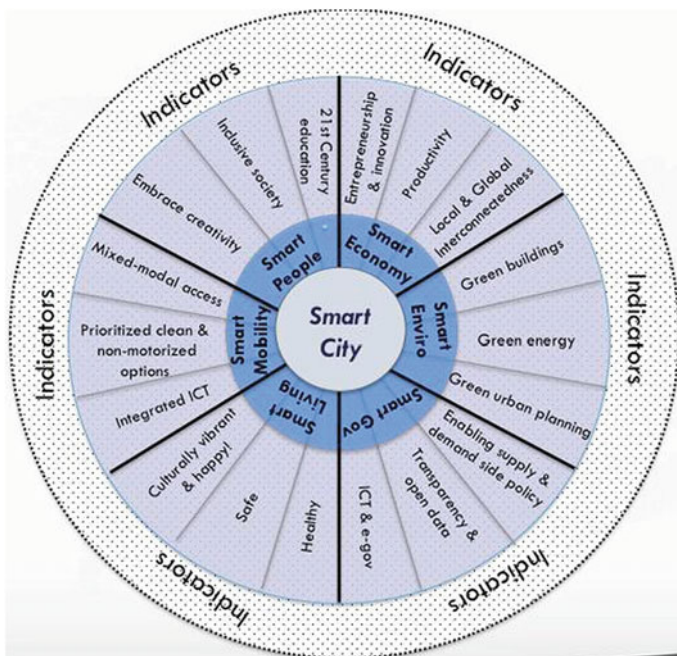 Smart
City
Smart
People
Smart
Economy
Smart
Enviro
Smart Gov
Smart
Living
Smart
Mobility
Indicators
Indicators
Indicators
Indicators
Indicators
Indicators
Embrace creativity
Inclusive society
21st Century
education
Entrepreneurship
& innovation
Productivity
Local & Global
Interconnectedness
Green buildings
Green energy
Green urban planning
Enabling supply &
demand side policy
Transparency &
open data
ICT & e-gov
Healthy
Safe
Culturally vibrant
& happy!
Integrated ICT
Prioritized clean &
non-motorized
options
Mixed-modal access